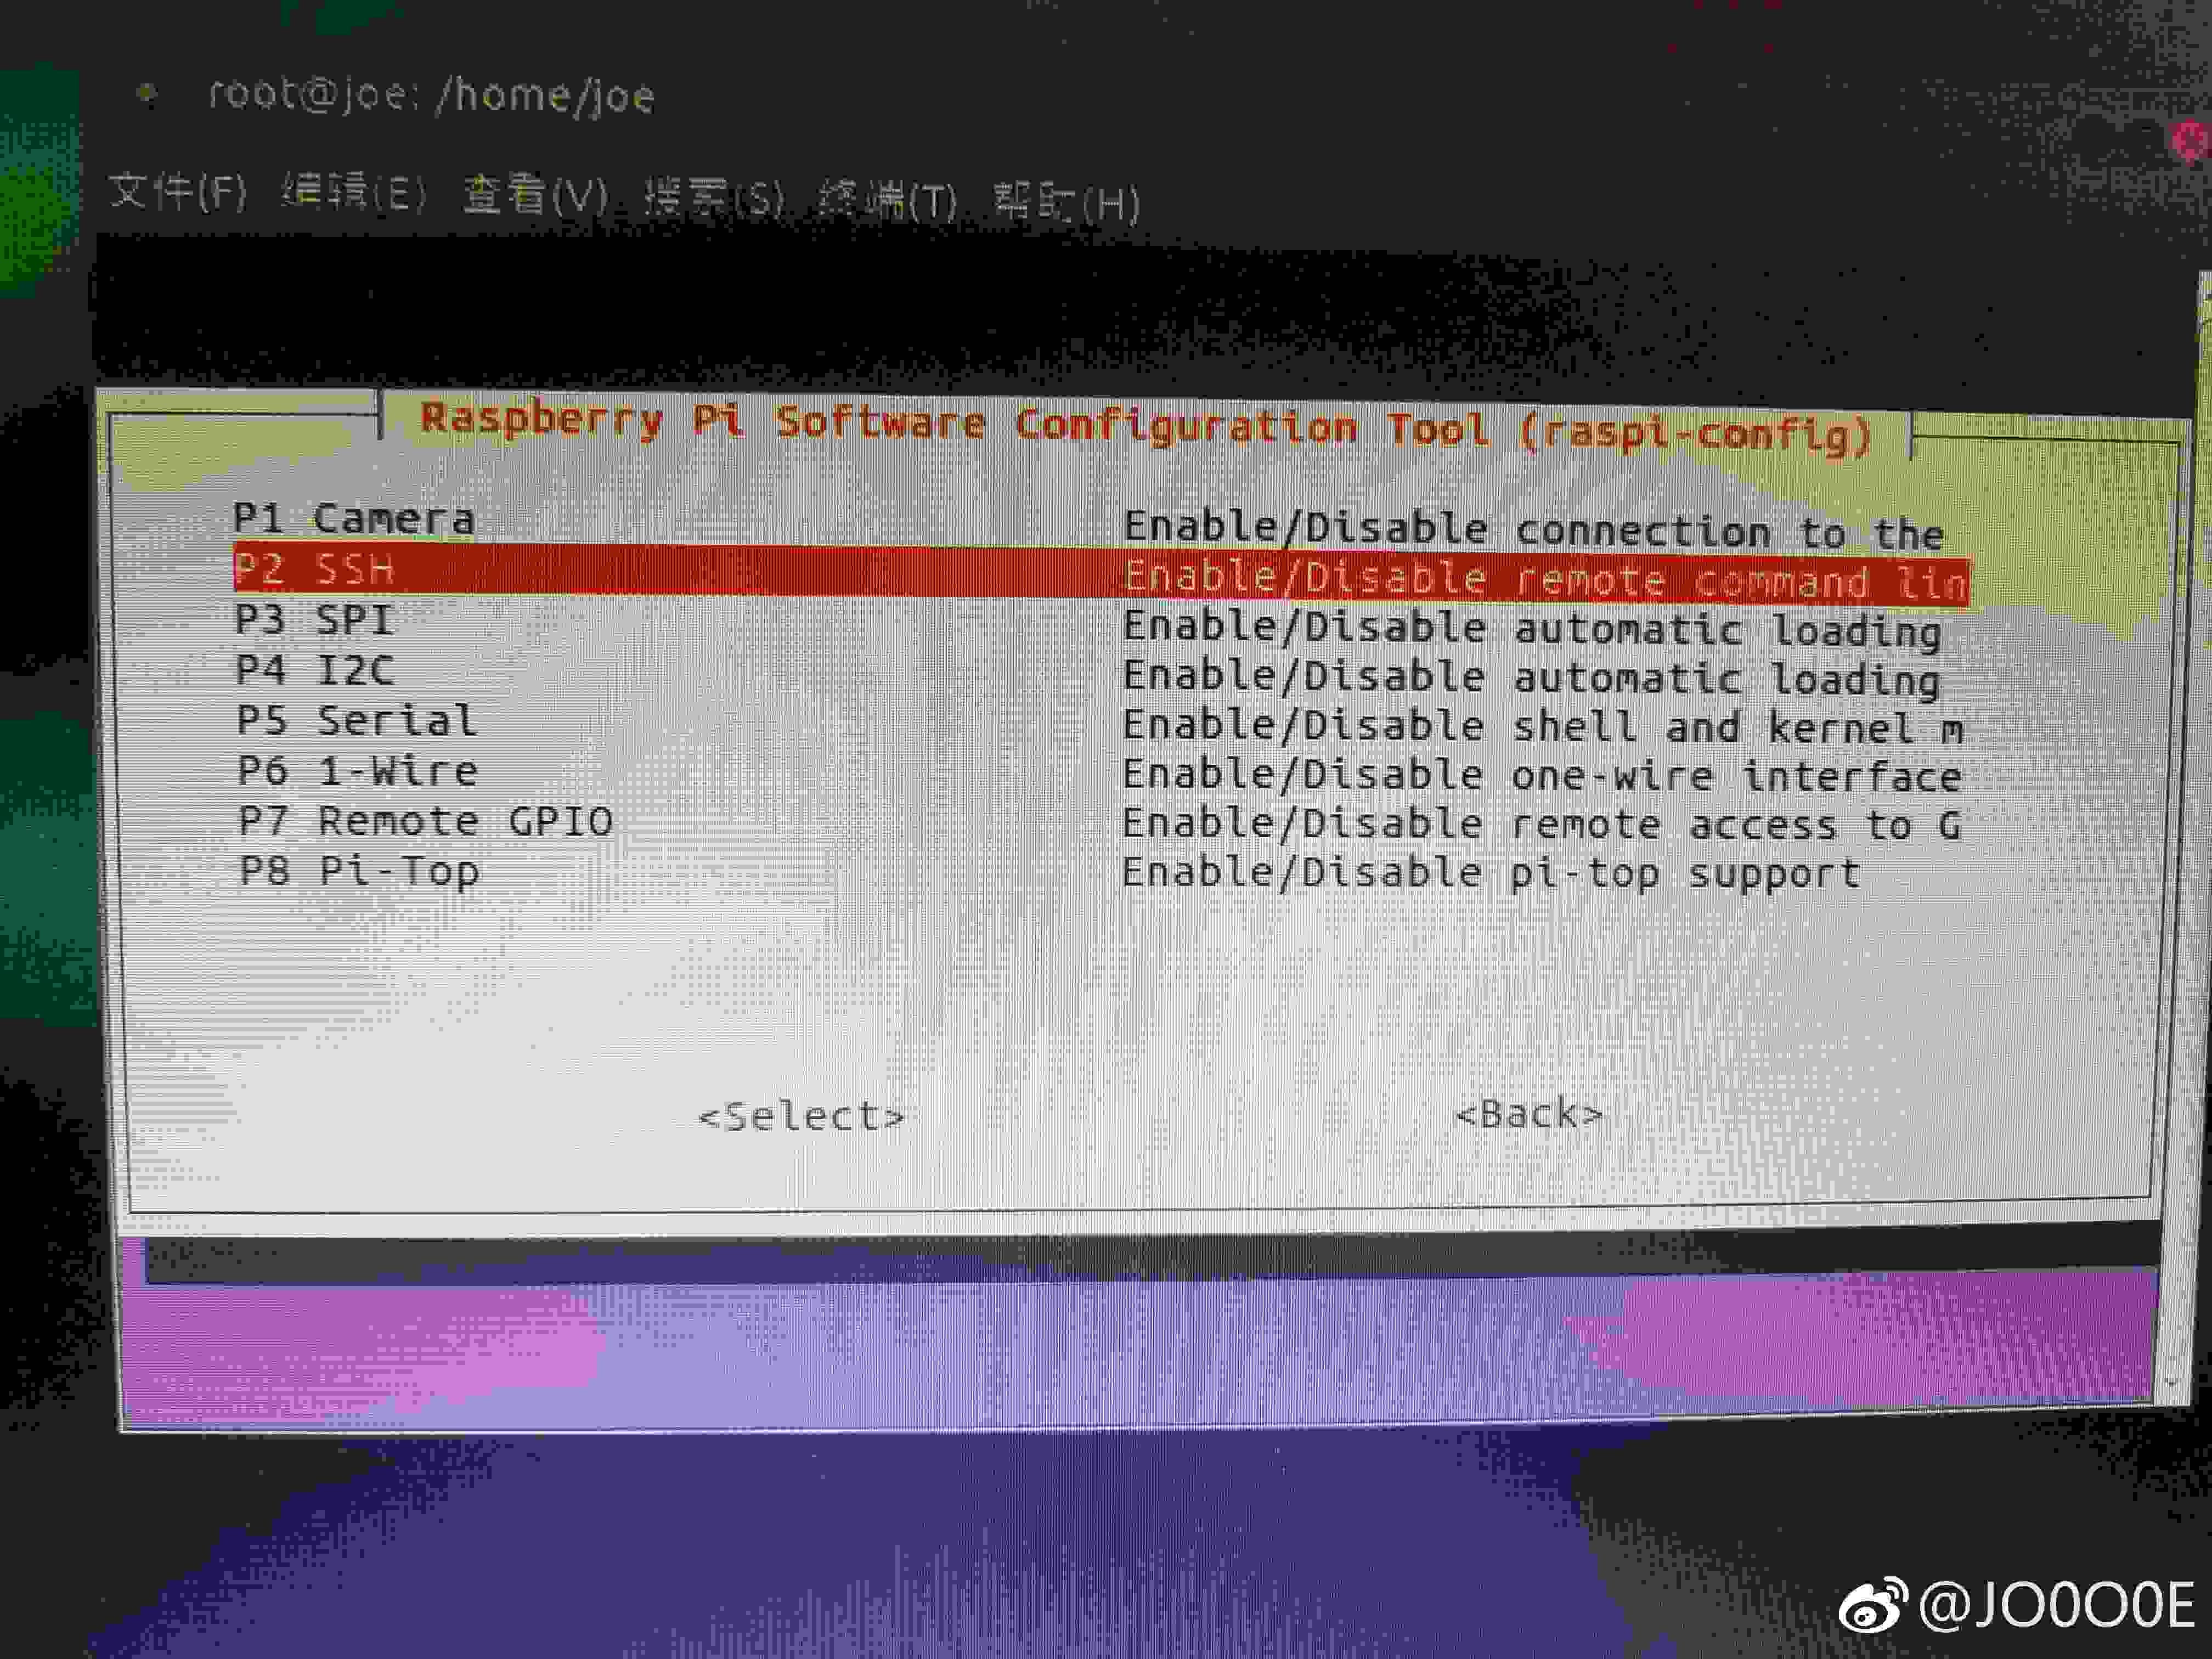 root@joe: /home/joe
文件(F) 编辑(E) 查看(V) 搜索(S) 终端(T) 帮助(H)
Raspberry Pi Software Configuration Tool (raspi-config)
P1 Camera Enable/Disable connection to the
P2 SSH Enable/Disable remote command lin
P3 SPI Enable/Disable automatic loading
P4 I2C Enable/Disable automatic loading
P5 Serial Enable/Disable shell and kernel m
P6 1-Wire Enable/Disable one-wire interface
P7 Remote GPIO Enable/Disable remote access to G
P8 Pi-Top Enable/Disable pi-top support
<Select> <Back>
@JO0O0E